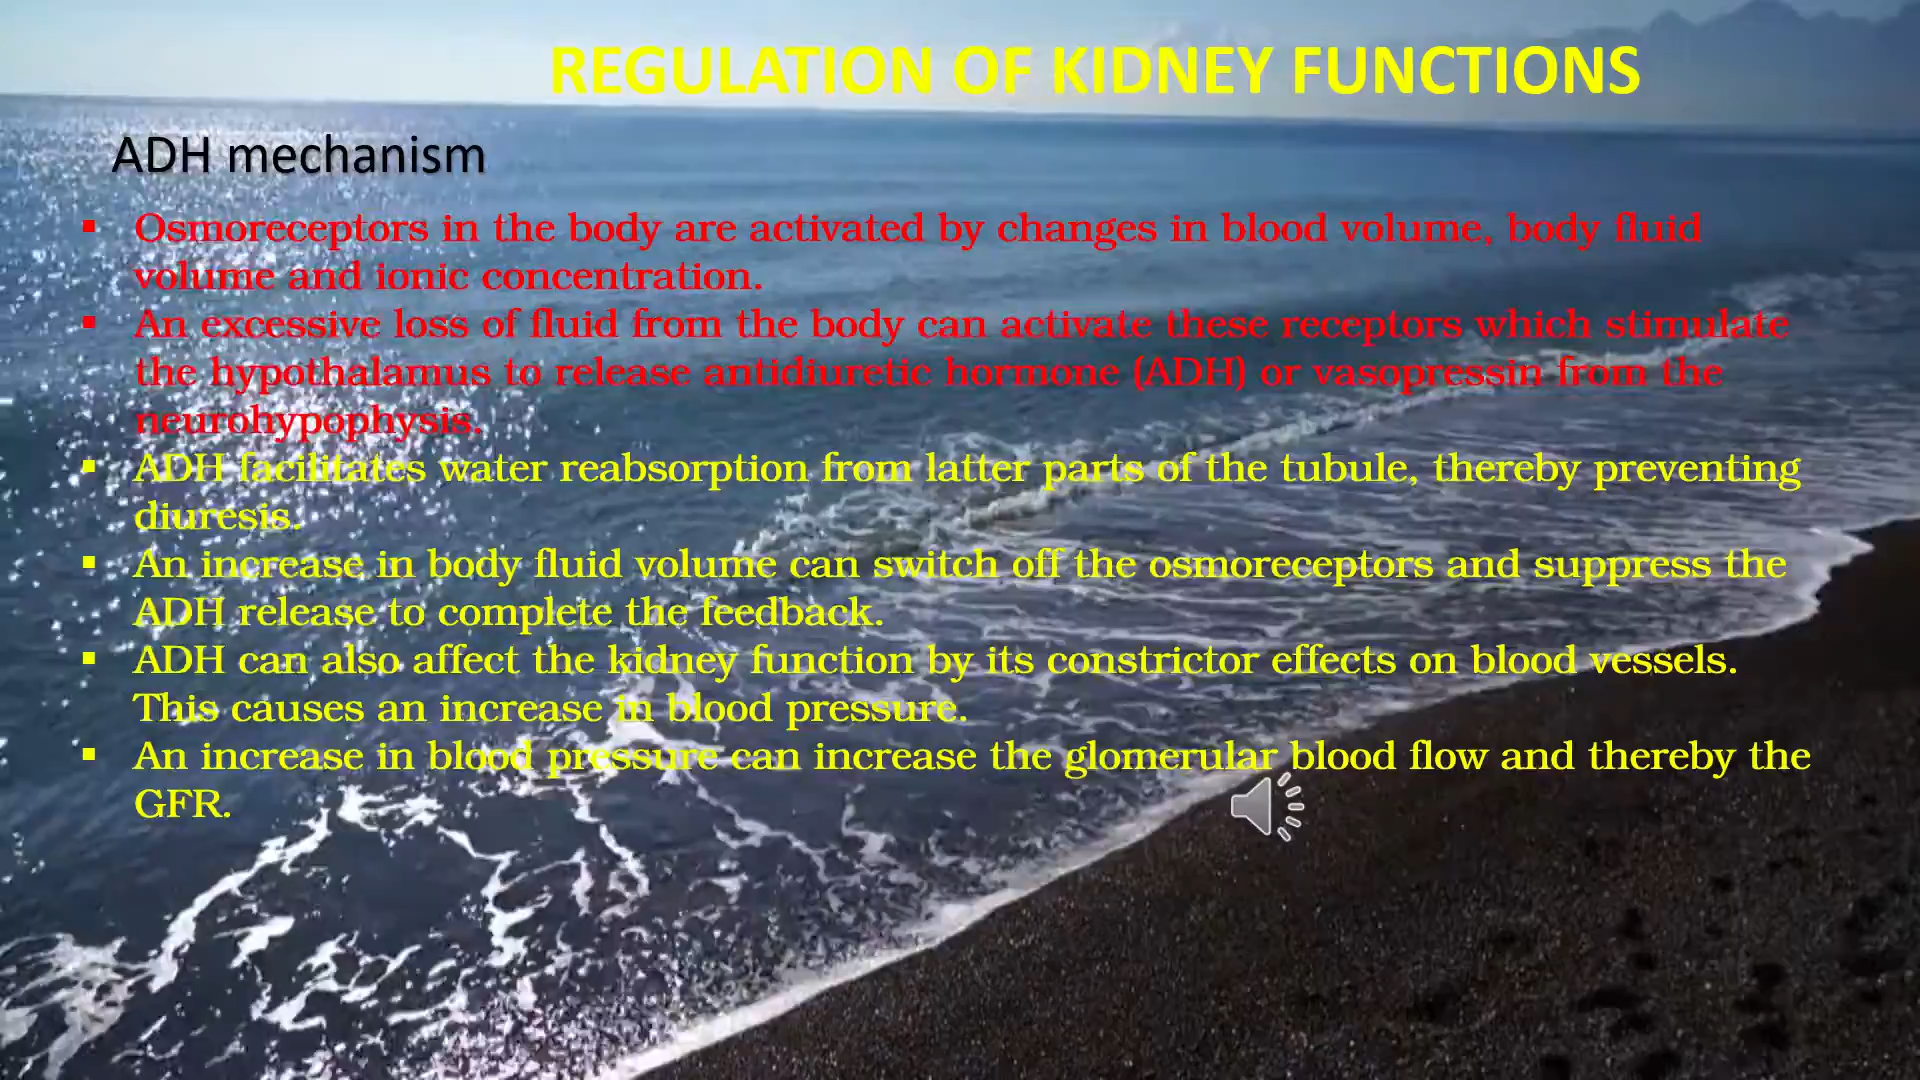 REGULATION OF KIDNEY FUNCTIONS
ADH mechanism
▪ Osmoreceptors in the body are activated by changes in blood volume, body fluid
volume and ionic concentration.
▪ An excessive loss of fluid from the body can activate these receptors which stimulate
the hypothalamus to release antidiuretic hormone (ADH) or vasopressin from the
neurohypophysis.
▪ ADH facilitates water reabsorption from latter parts of the tubule, thereby preventing
diuresis.
▪ An increase in body fluid volume can switch off the osmoreceptors and suppress the
ADH release to complete the feedback.
▪ ADH can also affect the kidney function by its constrictor effects on blood vessels.
This causes an increase in blood pressure.
▪ An increase in blood pressure can increase the glomerular blood flow and thereby the
GFR.